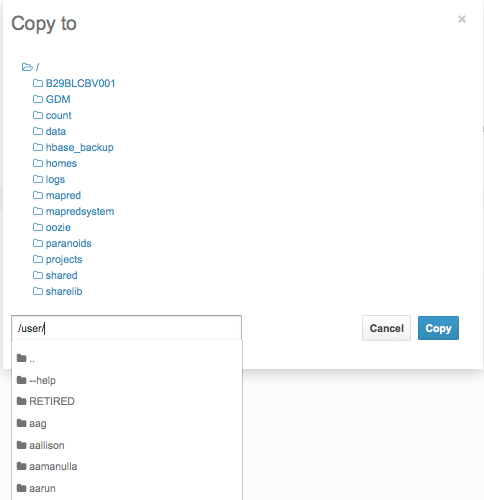 Copy to
×
/
B29BLCBV001
GDM
count
data
hbase_backup
homes
logs
mapred
mapredsystem
oozie
paranoids
projects
shared
sharelib
/user/
Cancel
Copy
..
--help
RETIRED
aag
aallison
aamanulla
aarun